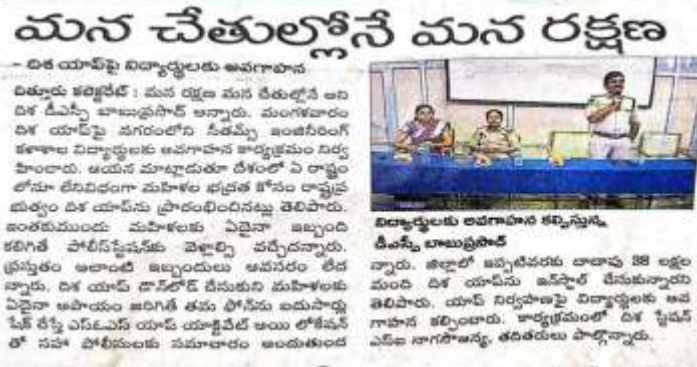 మన చేతుల్లోనే మన రక్షణ
- దిశ యాప్‌పై విద్యార్థులకు అవగాహన
చిత్తూరు కలెక్టరేట్ : మన రక్షణ మన చేతుల్లోనే అని
దిశ డీఎస్పీ బాబుప్రసాద్ అన్నారు. మంగళవారం
దిశ యాప్‌పై నగరంలోని సీతమ్స్ ఇంజినీరింగ్
కళాశాల విద్యార్థులకు అవగాహన కార్యక్రమం నిర్వ
హించారు. ఆయన మాట్లాడుతూ దేశంలో ఏ రాష్ట్రం
లోనూ లేనివిధంగా మహిళల భద్రత కోసం రాష్ట్రప్ర
భుత్వం దిశ యాప్‌ను ప్రారంభించినట్లు తెలిపారు.
ఇంతకుముందు మహిళలకు ఏదైనా ఇబ్బంది
కలిగితే పోలీస్‌స్టేషన్‌కు వెళ్లాల్సి వచ్చేదన్నారు.
ప్రస్తుతం అలాంటి ఇబ్బందులు అవసరం లేద
న్నారు. దిశ యాప్ డౌన్‌లోడ్ చేసుకుని మహిళలకు
ఏదైనా అపాయం జరిగితే తమ ఫోన్‌ను ఐదుసార్లు
షేక్ చేస్తే ఎస్ఓఎస్ యాప్ యాక్టివేట్ అయి లొకేషన్
తో సహా పోలీసులకు సమాచారం అందుతుంద
విద్యార్థులకు అవగాహన కల్పిస్తున్న
డీఎస్పీ బాబుప్రసాద్
న్నారు. జిల్లాలో ఇప్పటివరకు దాదాపు 38 లక్షల
మంది దిశ యాప్‌ను ఇన్‌స్టాల్ చేసుకున్నారని
తెలిపారు. యాప్ నిర్వహణపై విద్యార్థులకు అవ
గాహన కల్పించారు. కార్యక్రమంలో దిశ స్టేషన్
ఎస్ఐ నాగసౌజన్య, తదితరులు పాల్గొన్నారు.